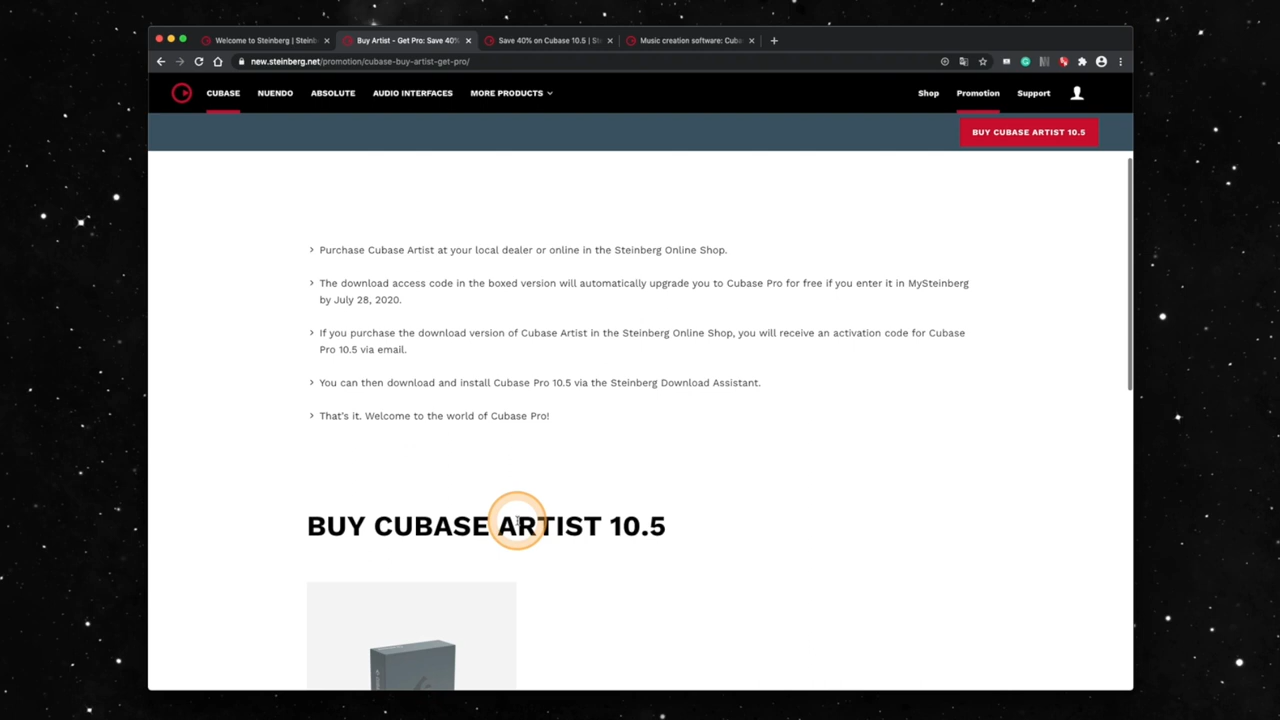 Welcome to Steinberg | Steinb
Buy Artist - Get Pro: Save 40%
Save 40% on Cubase 10.5 | St
Music creation software: Cuba
new.steinberg.net/promotion/cubase-buy-artist-get-pro/
CUBASE
NUENDO
ABSOLUTE
AUDIO INTERFACES
MORE PRODUCTS
Shop
Promotion
Support
BUY CUBASE ARTIST 10.5
Purchase Cubase Artist at your local dealer or online in the Steinberg Online Shop.
The download access code in the boxed version will automatically upgrade you to Cubase Pro for free if you enter it in MySteinberg
by July 28, 2020.
If you purchase the download version of Cubase Artist in the Steinberg Online Shop, you will receive an activation code for Cubase
Pro 10.5 via email.
You can then download and install Cubase Pro 10.5 via the Steinberg Download Assistant.
That's it. Welcome to the world of Cubase Pro!
BUY CUBASE ARTIST 10.5